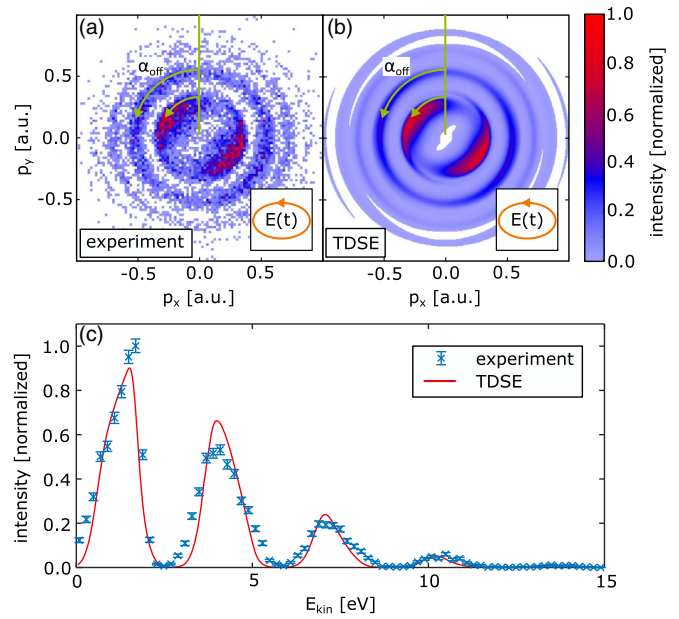 (a)
(b)
α_off
α_off
1.0
0.8
0.6
0.4
0.2
0.0
intensity [normalized]
0.5
0.0
-0.5
p_y [a.u.]
E(t)
E(t)
experiment
TDSE
-0.5
0.0
0.5
-0.5
0.0
0.5
p_x [a.u.]
p_x [a.u.]
(c)
1.0
0.8
0.6
0.4
0.2
0.0
intensity [normalized]
experiment
TDSE
0
5
10
15
E_kin [eV]